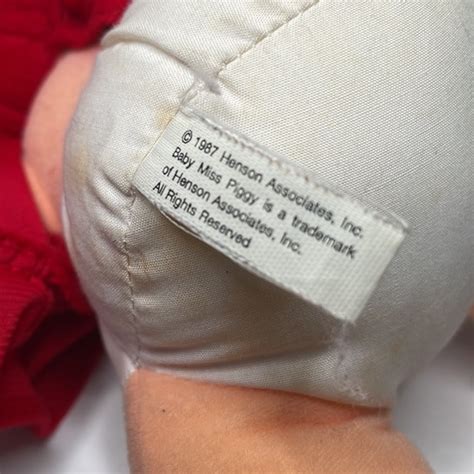 © 1987 Henson Associates, Inc.
Baby Miss Piggy is a trademark
of Henson Associates, Inc.
All Rights Reserved